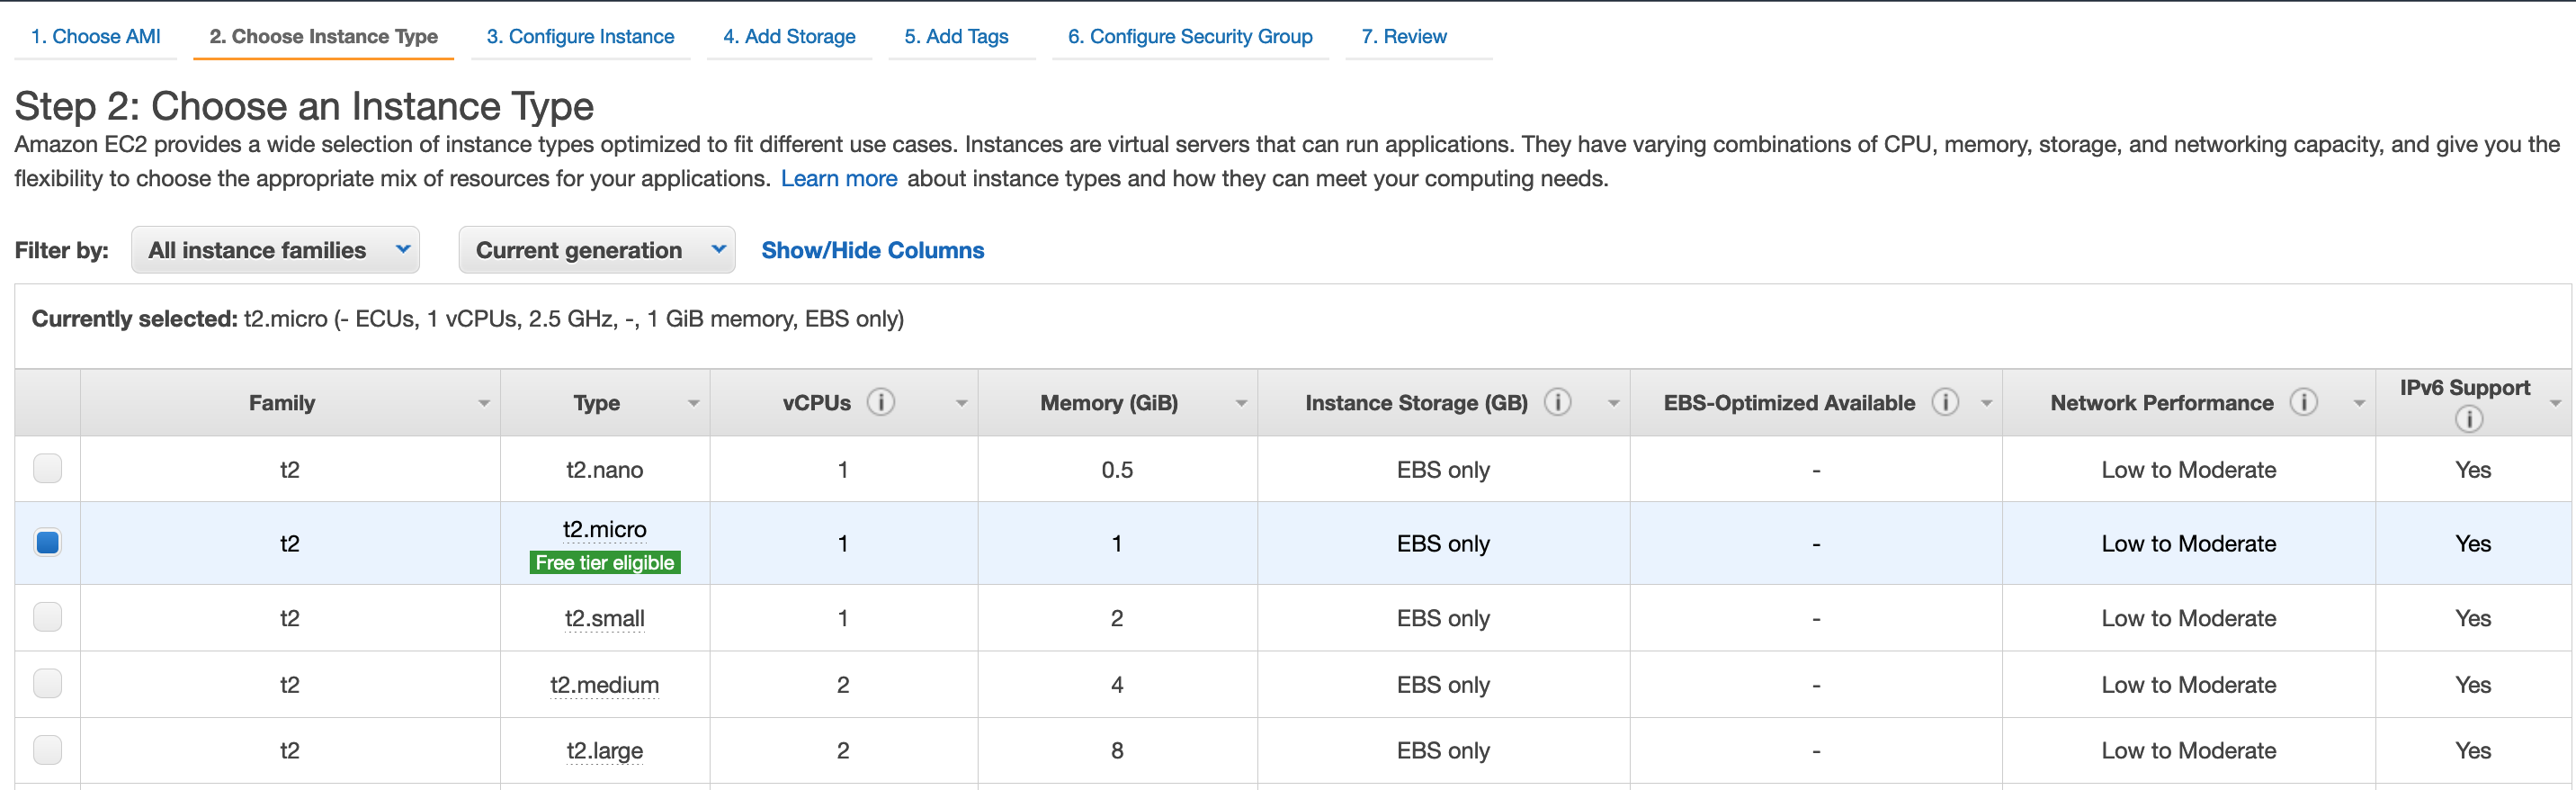 1. Choose AMI 2. Choose Instance Type 3. Configure Instance 4. Add Storage 5. Add Tags 6. Configure Security Group 7. Review
Step 2: Choose an Instance Type
Amazon EC2 provides a wide selection of instance types optimized to fit different use cases. Instances are virtual servers that can run applications. They have varying combinations of CPU, memory, storage, and networking capacity, and give you the
flexibility to choose the appropriate mix of resources for your applications. Learn more about instance types and how they can meet your computing needs.
Filter by: All instance families Current generation Show/Hide Columns
Currently selected: t2.micro (- ECUs, 1 vCPUs, 2.5 GHz, -, 1 GiB memory, EBS only)
Family Type vCPUs i Memory (GiB) Instance Storage (GB) i EBS-Optimized Available i Network Performance i IPv6 Support i
t2 t2.nano 1 0.5 EBS only - Low to Moderate Yes
t2 t2.micro 1 1 EBS only - Low to Moderate Yes
Free tier eligible
t2 t2.small 1 2 EBS only - Low to Moderate Yes
t2 t2.medium 2 4 EBS only - Low to Moderate Yes
t2 t2.large 2 8 EBS only - Low to Moderate Yes